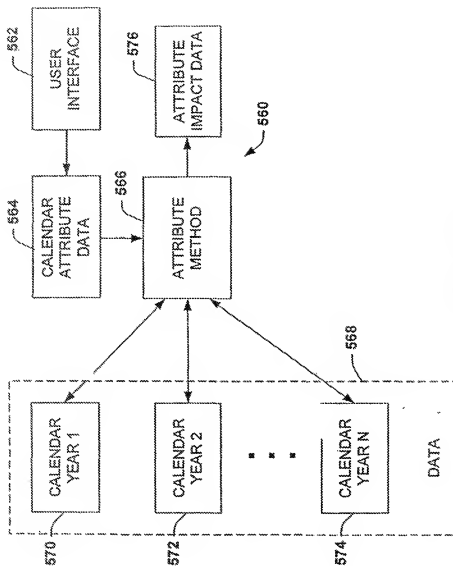 562
USER
INTERFACE
564
CALENDAR
ATTRIBUTE
DATA
576
ATTRIBUTE
IMPACT DATA
566
ATTRIBUTE
METHOD
560
568
CALENDAR
YEAR 1
570
CALENDAR
YEAR 2
572
CALENDAR
YEAR N
574
DATA